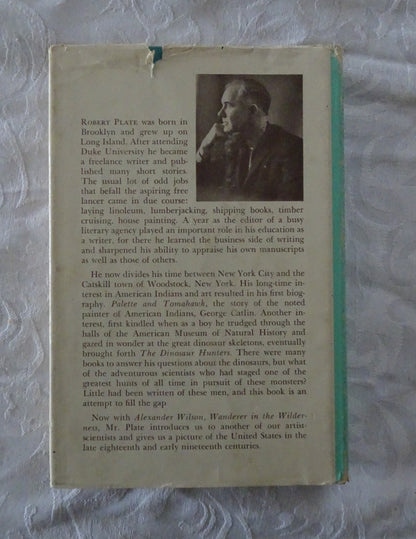 ROBERT PLATE was born in
Brooklyn and grew up on
Long Island. After attending
Duke University he became
a freelance writer and pub-
lished many short stories.
The usual lot of odd jobs
that befall the aspiring free
lancer came in due course:
laying linoleum, lumberjacking, shipping books, timber
cruising, house painting. A year as the editor of a busy
literary agency played an important role in his education as
a writer, for there he learned the business side of writing
and sharpened his ability to appraise his own manuscripts
as well as those of others.
He now divides his time between New York City and the
Catskill town of Woodstock, New York. His long-time in-
terest in American Indians and art resulted in his first biog-
raphy, Palette and Tomahawk, the story of the noted
painter of American Indians, George Catlin. Another in-
terest, first kindled when as a boy he trudged through the
halls of the American Museum of Natural History and
gazed in wonder at the great dinosaur skeletons, eventually
brought forth The Dinosaur Hunters. There were many
books to answer his questions about the dinosaurs, but what
of the adventurous scientists who had staged one of the
greatest hunts of all time in pursuit of these monsters?
Little had been written of these men, and this book is an
attempt to fill the gap
Now with Alexander Wilson, Wanderer in the Wilder-
ness, Mr. Plate introduces us to another of our artist-
scientists and gives us a picture of the United States in the
late eighteenth and early nineteenth centuries.